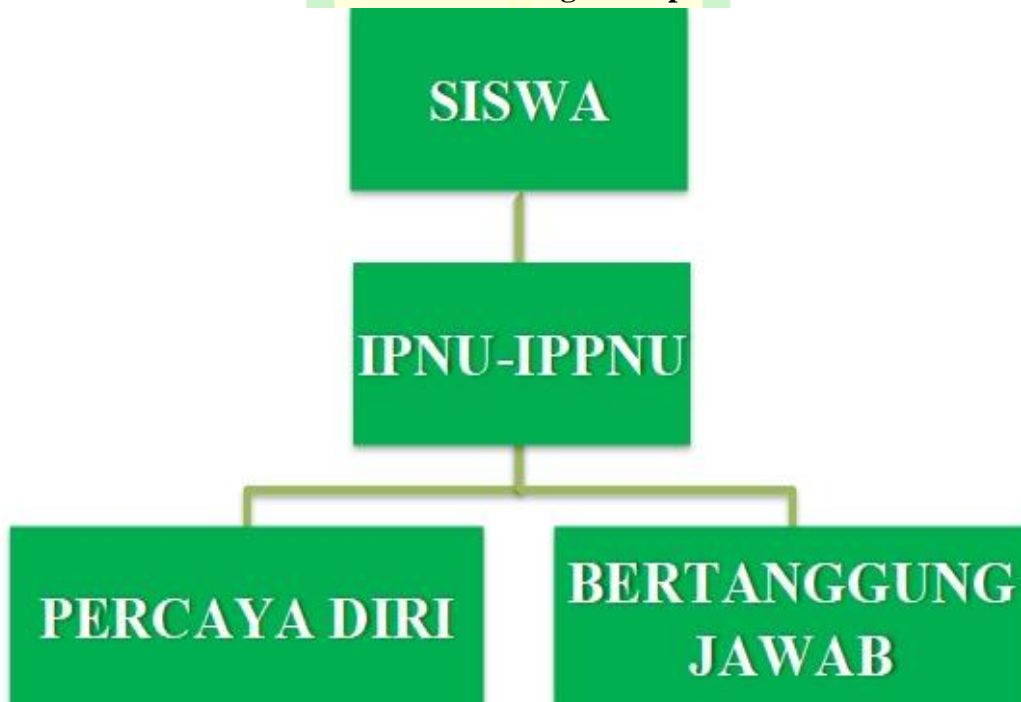 SISWA
IPNU-IPPNU
PERCAYA DIRI
BERTANGGUNG
JAWAB